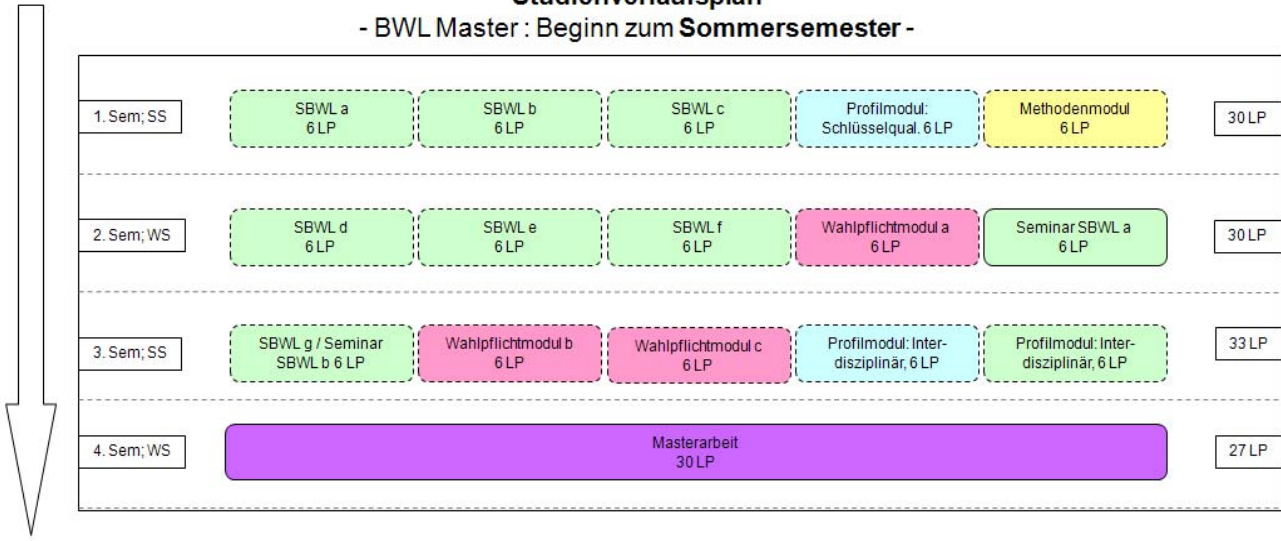 Studienverlaufsplan
- BWL Master : Beginn zum Sommersemester -
1. Sem; SS
SBWL a
6 LP
SBWL b
6 LP
SBWL c
6 LP
Profilmodul:
Schlüsselqual. 6 LP
Methodenmodul
6 LP
30 LP
2. Sem; WS
SBWL d
6 LP
SBWL e
6 LP
SBWL f
6 LP
Wahlpflichtmodul a
6 LP
Seminar SBWL a
6 LP
30 LP
3. Sem; SS
SBWL g / Seminar
SBWL b 6 LP
Wahlpflichtmodul b
6 LP
Wahlpflichtmodul c
6 LP
Profilmodul: Inter-
disziplinär, 6 LP
Profilmodul: Inter-
disziplinär, 6 LP
33 LP
4. Sem; WS
Masterarbeit
30 LP
27 LP